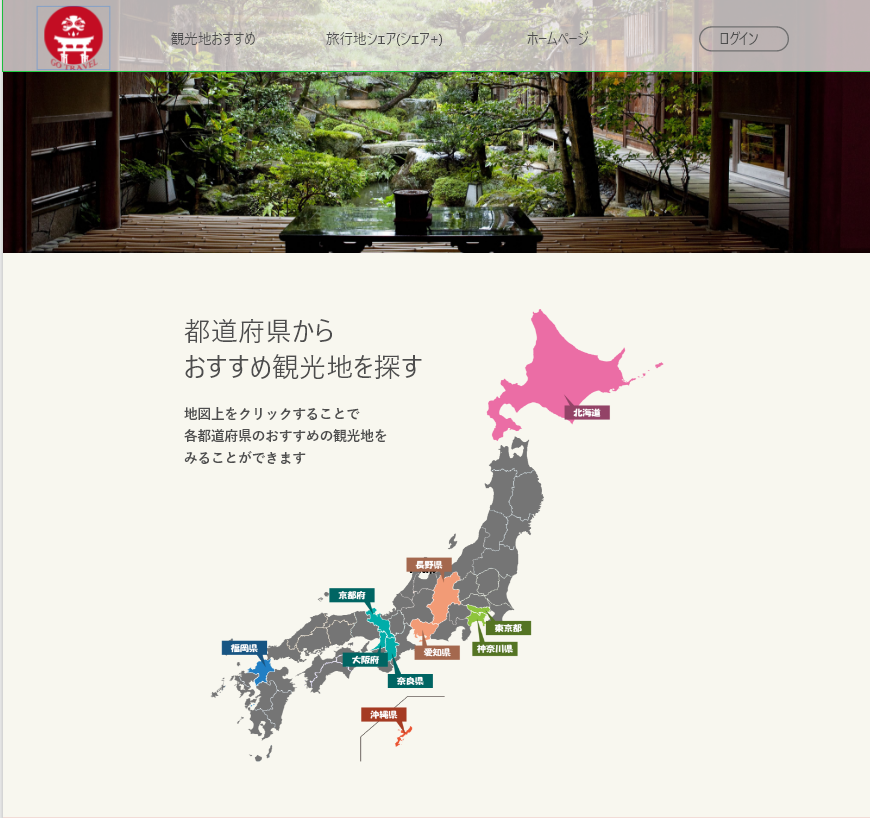 GO TRAVEL
観光地おすすめ
旅行地シェア(シェア+)
ホームページ
ログイン
都道府県から
おすすめ観光地を探す
地図上をクリックすることで
各都道府県のおすすめの観光地を
みることができます
北海道
長野県
京都府
東京都
福岡県
大阪府
愛知県
神奈川県
奈良県
沖縄県